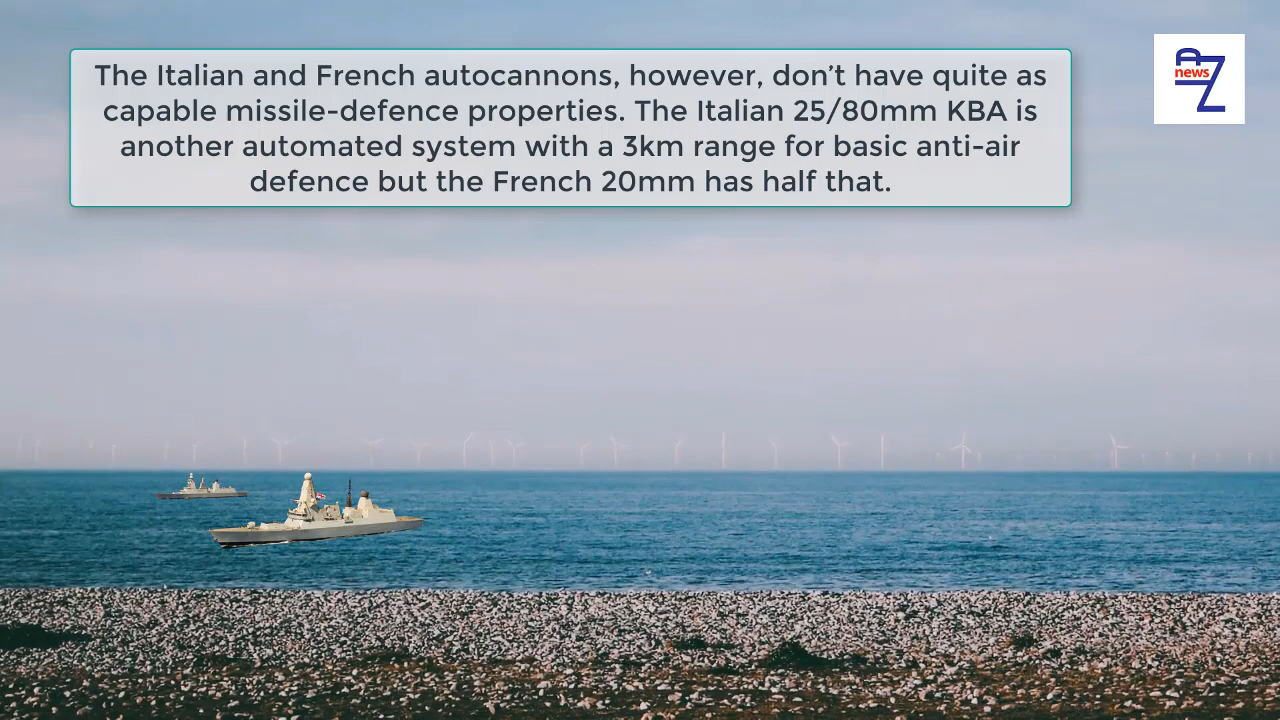 The Italian and French autocannons, however, don’t have quite as
capable missile-defence properties. The Italian 25/80mm KBA is
another automated system with a 3km range for basic anti-air
defence but the French 20mm has half that.
A
news
Z